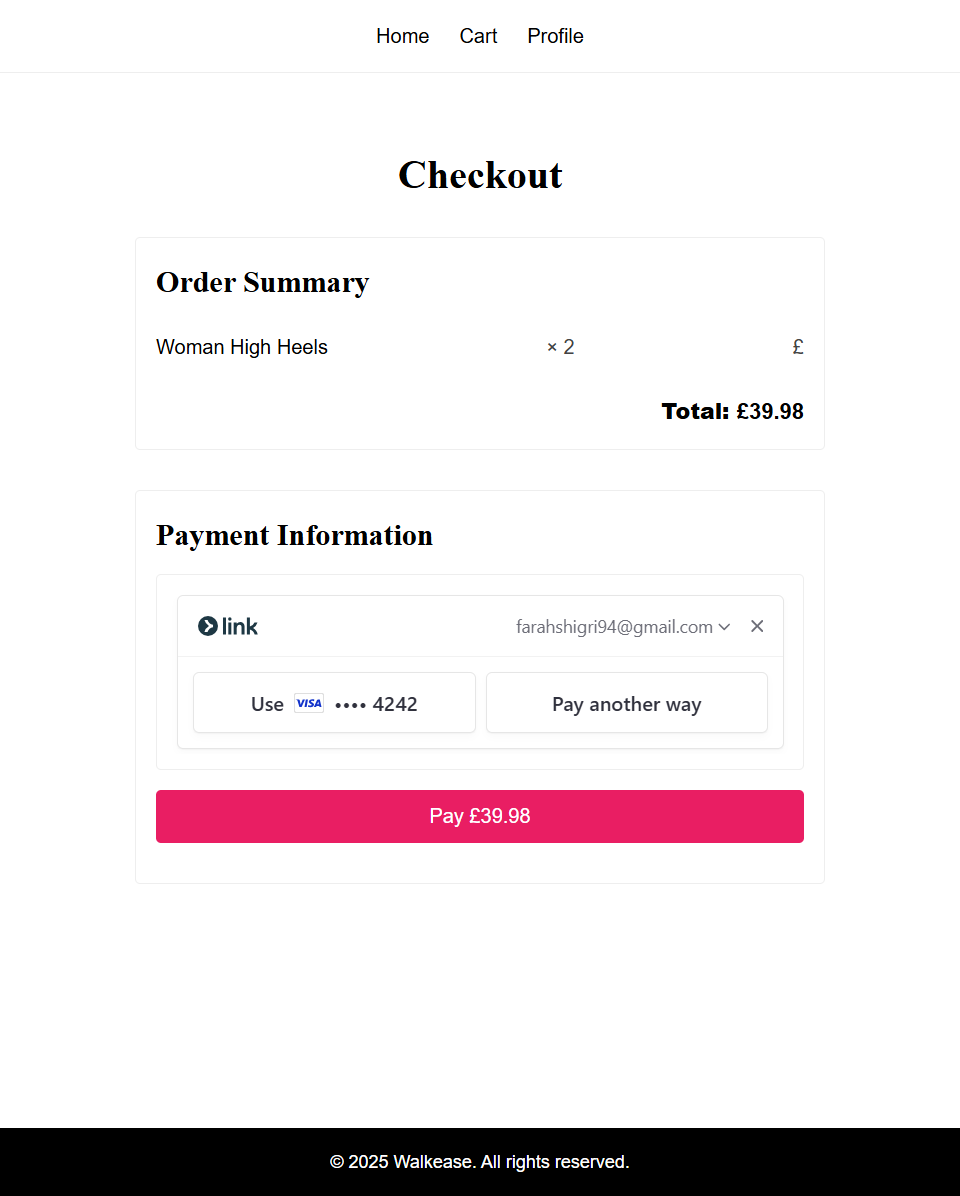 Home Cart Profile
Checkout
Order Summary
Woman High Heels × 2 £
Total: £39.98
Payment Information
link farahshigri94@gmail.com
Use VISA •••• 4242 Pay another way
Pay £39.98
© 2025 Walkease. All rights reserved.